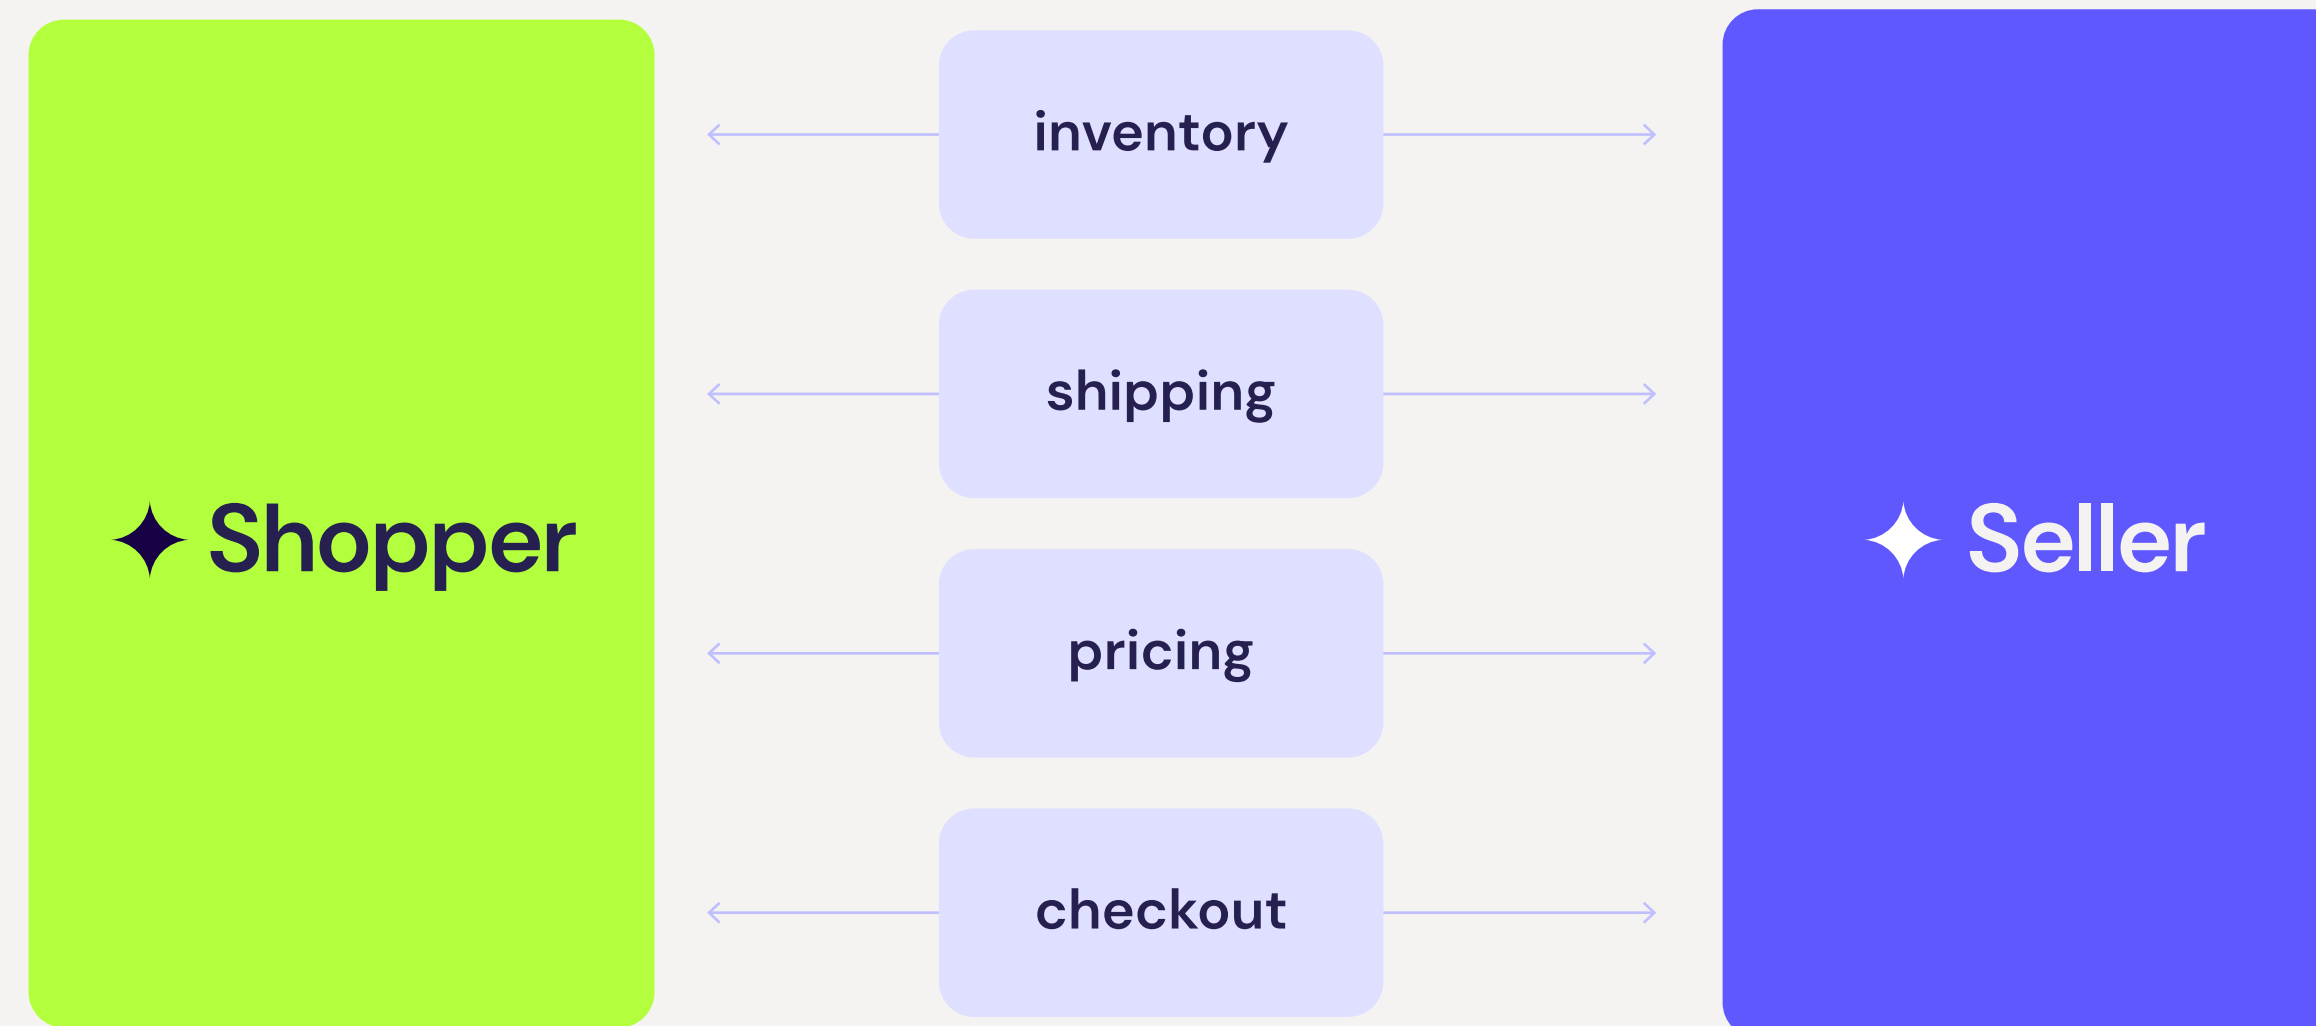 inventory
shipping
Shopper
Seller
pricing
checkout